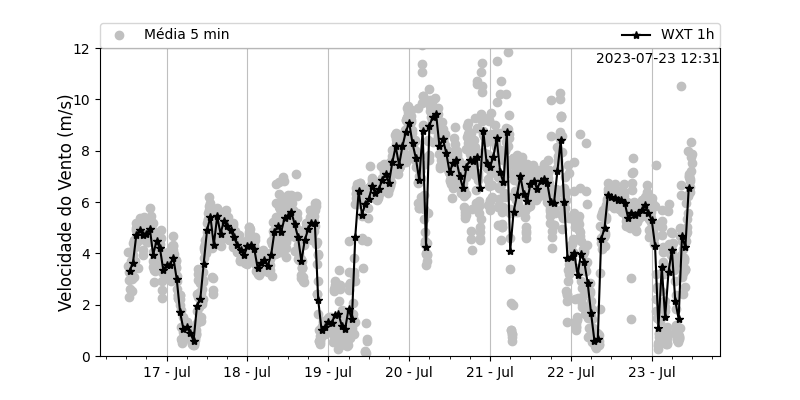 Média 5 min
WXT 1h
2023-07-23 12:31
Velocidade do Vento (m/s)
12
10
8
6
4
2
0
17 - Jul
18 - Jul
19 - Jul
20 - Jul
21 - Jul
22 - Jul
23 - Jul